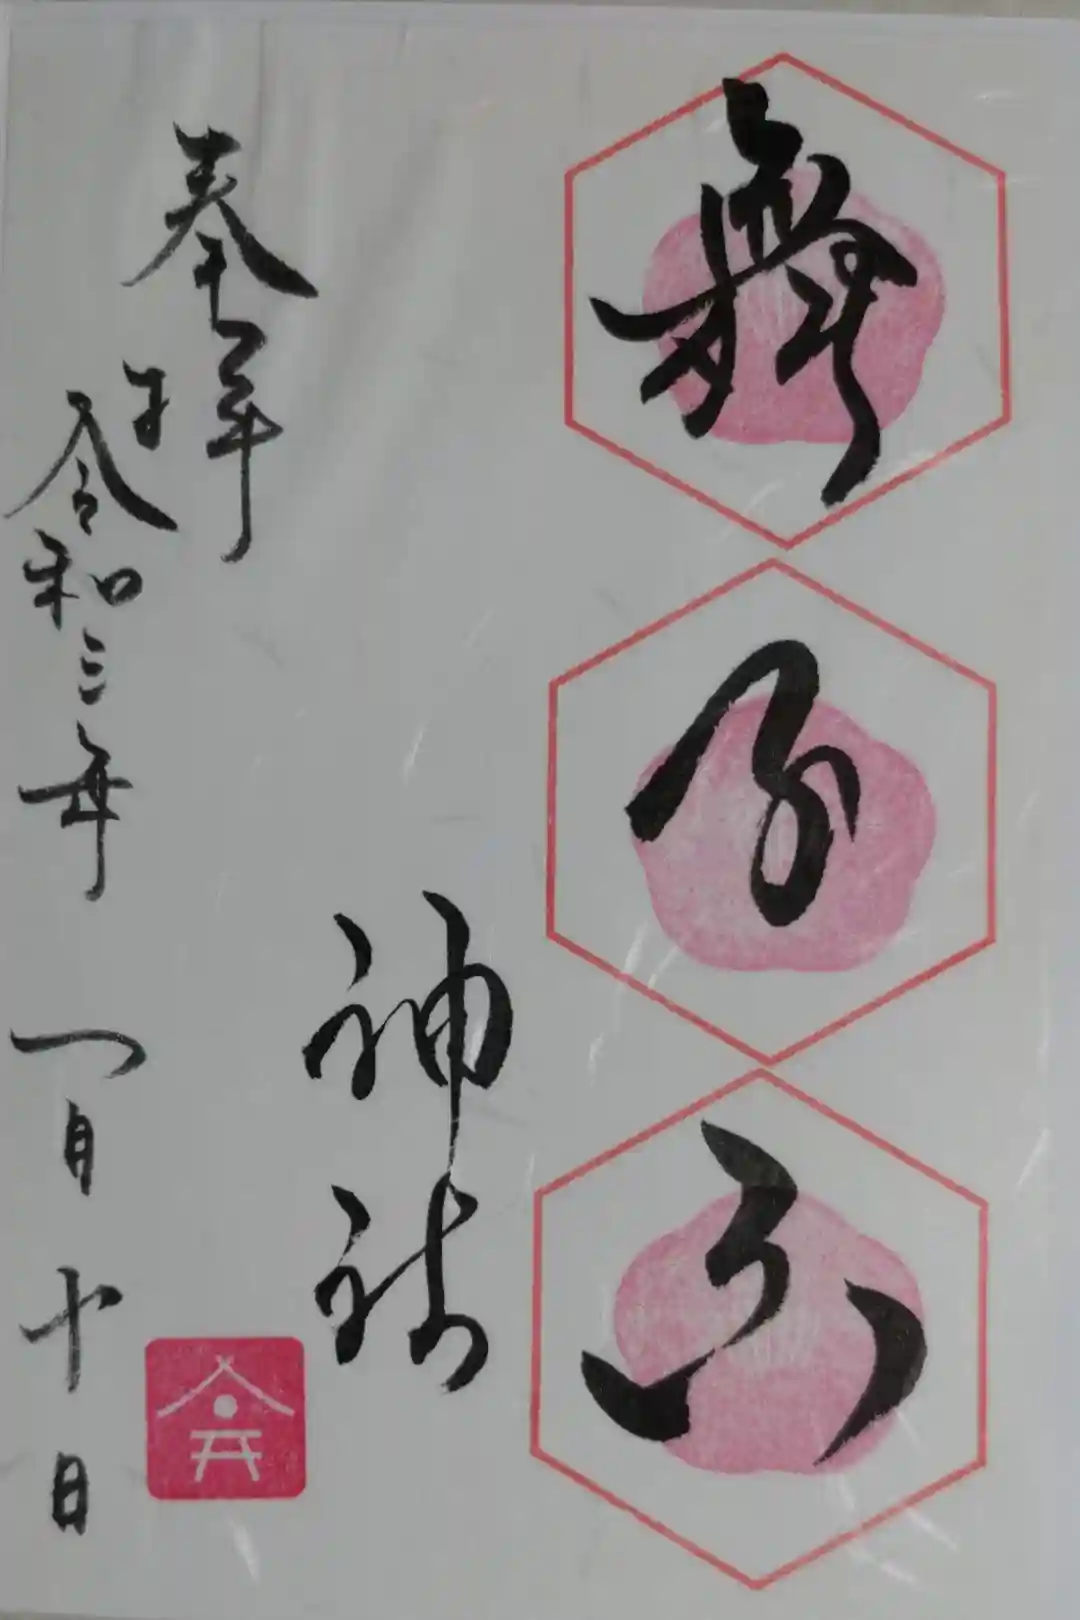 舞子六
神社
奉拝
令和三年 一月十日